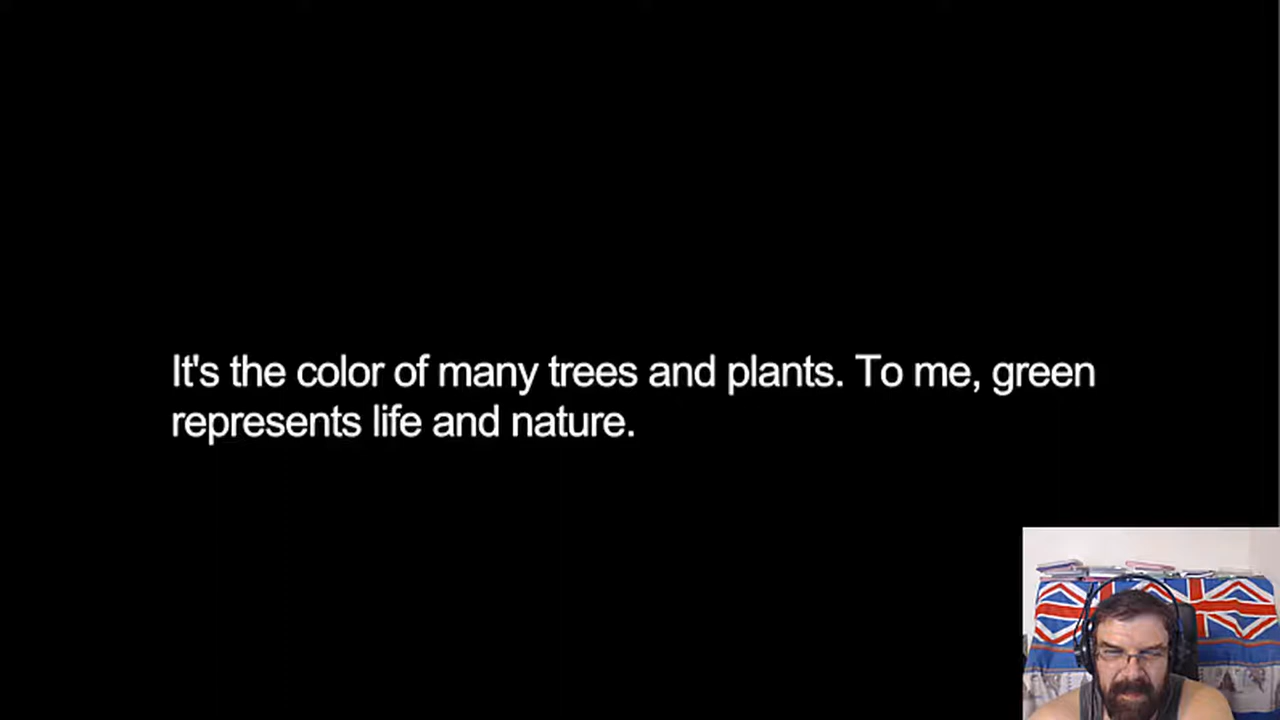 It's the color of many trees and plants. To me, green
represents life and nature.